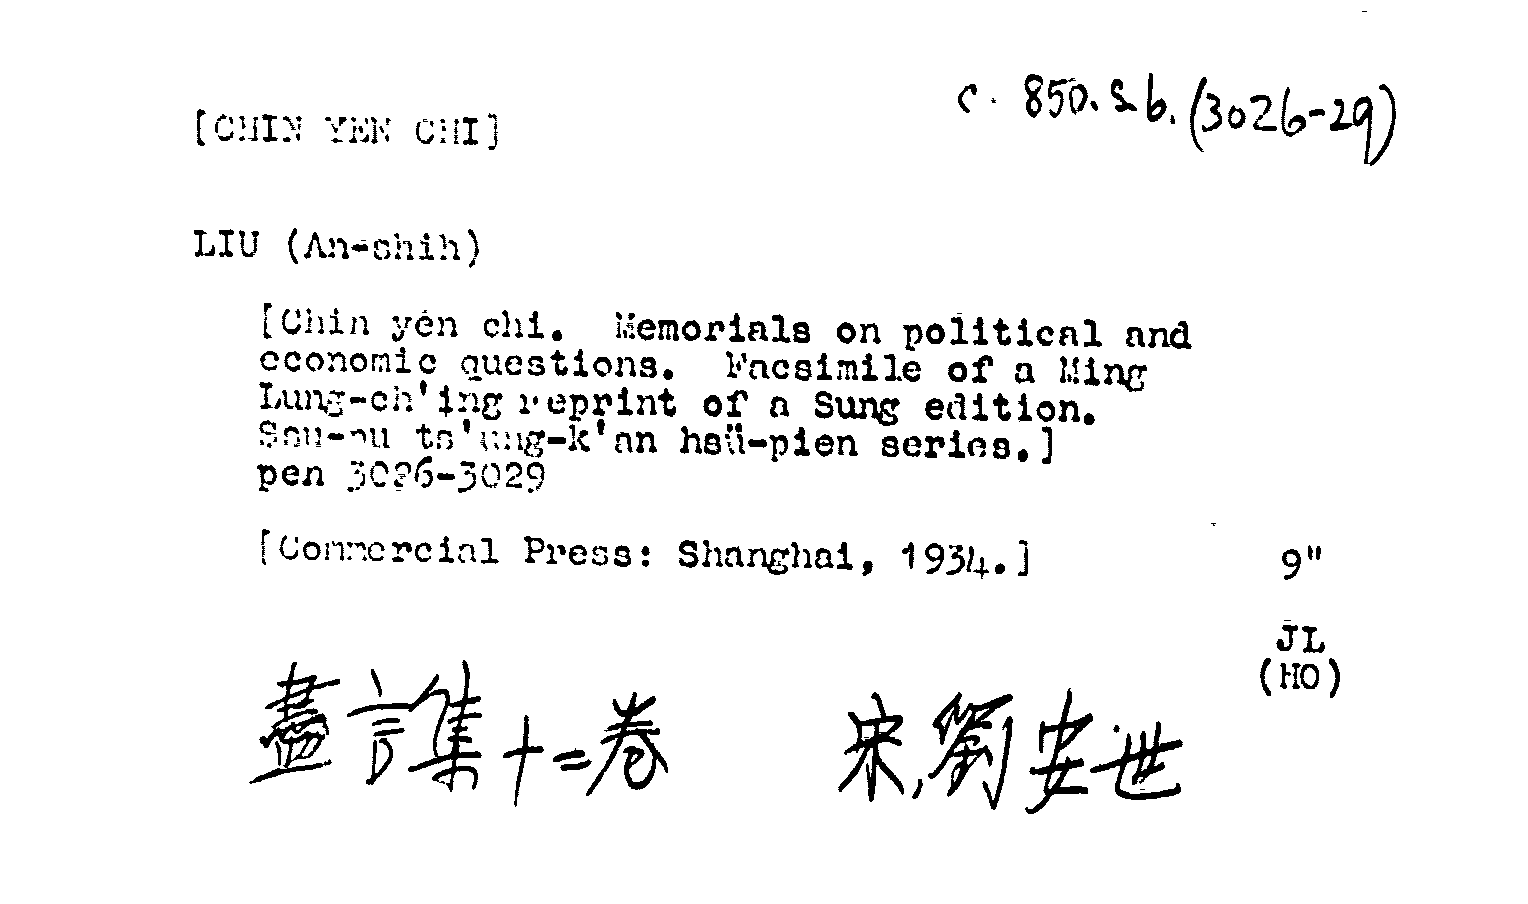 c. 850.s.b. (3026-29)
[CHIN YEN CHI]
LIU (An-shih)
[Chin yen chi. Memorials on political and
economic questions. Facsimile of a Ming
Lung-ch'ing reprint of a Sung edition.
Ssu-pu ts'ung-k'an hsü-pien series.]
pen 3026-3029
[Commercial Press: Shanghai, 1934.]
9"
JL
(HO)
盡言集十二卷 宋,劉安世